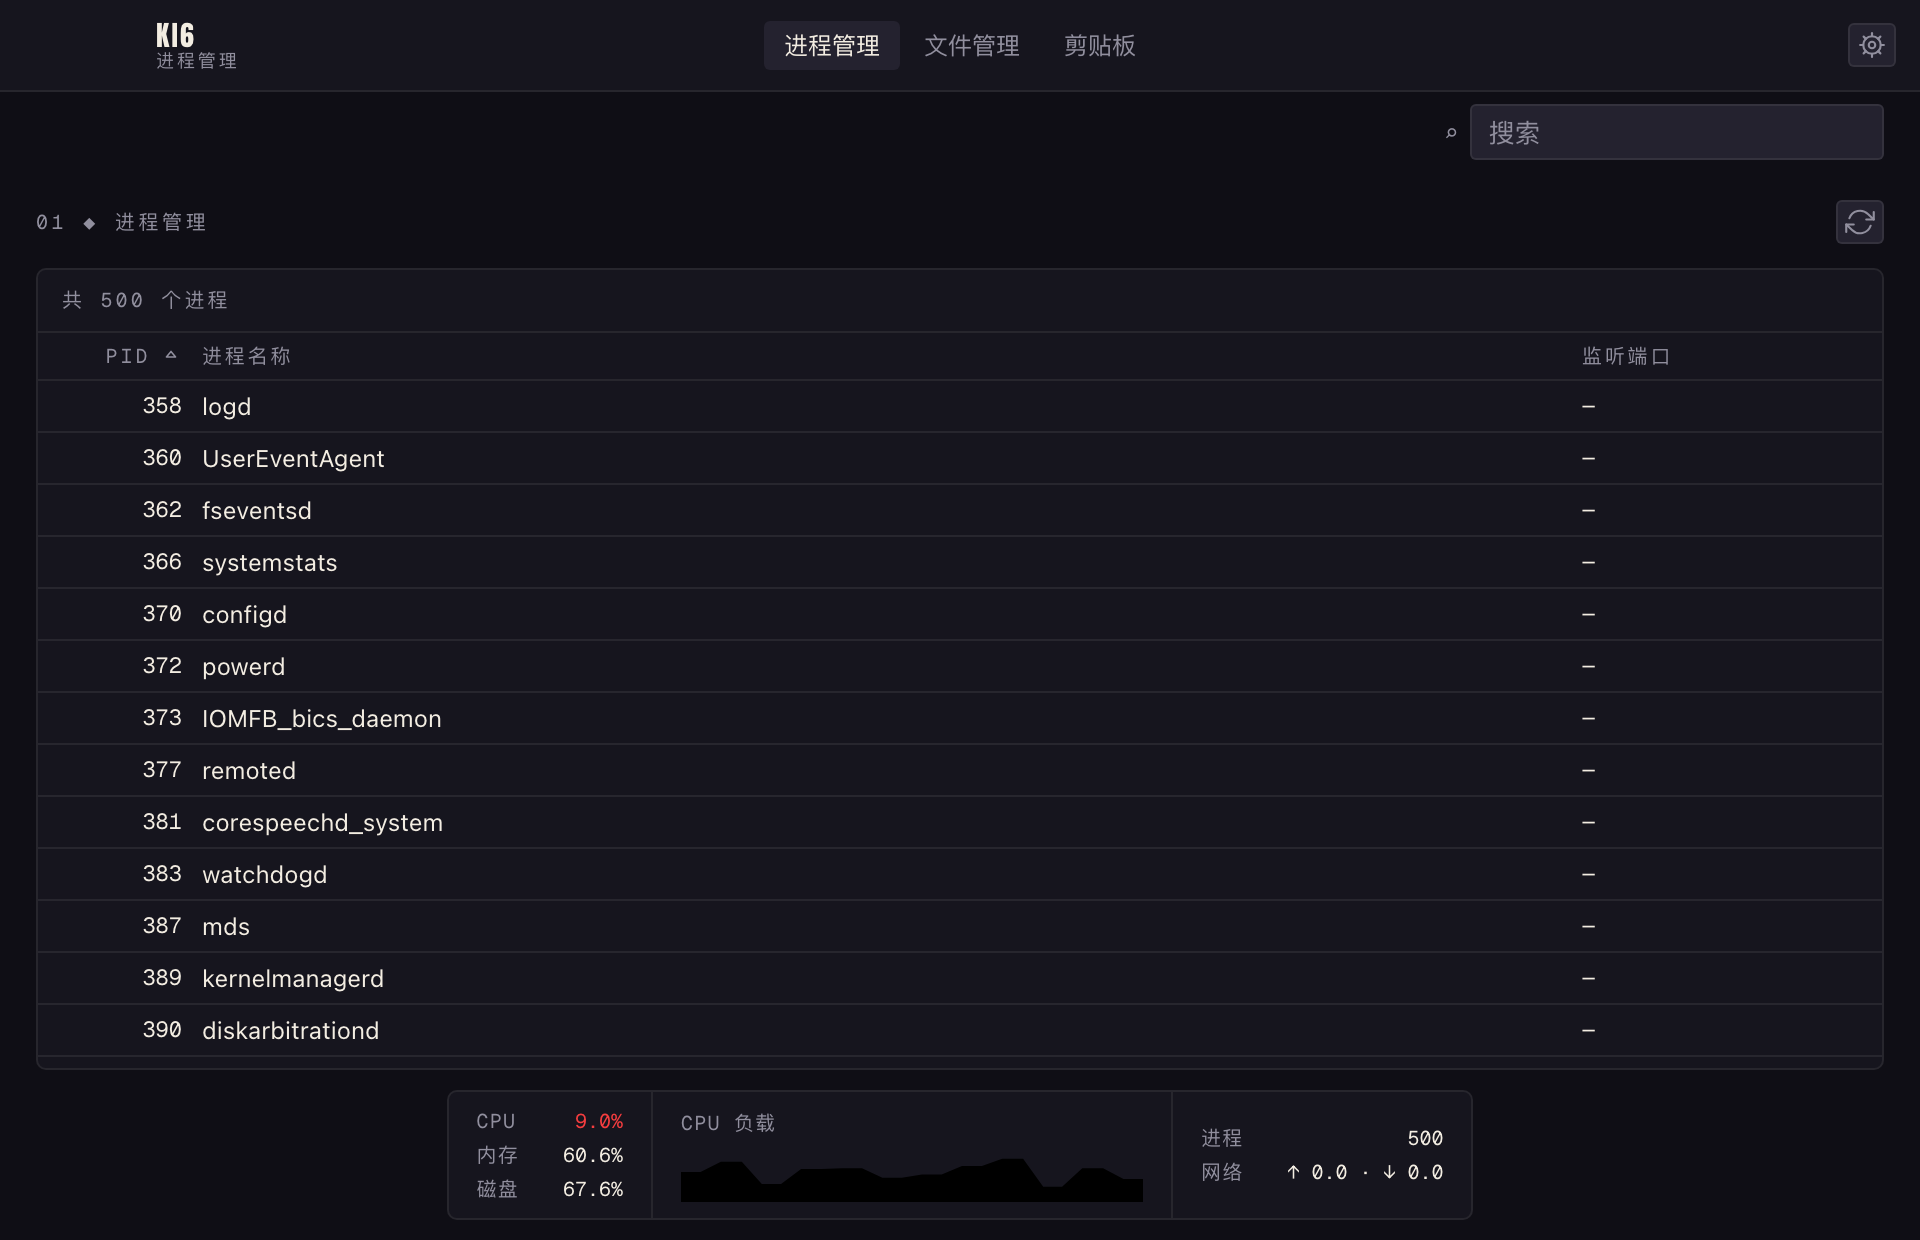 KI6
进程管理
进程管理 文件管理 剪贴板
搜索
01 ◆ 进程管理
共 500 个进程
PID 进程名称 监听端口
358 logd —
360 UserEventAgent —
362 fseventsd —
366 systemstats —
370 configd —
372 powerd —
373 IOMFB_bics_daemon —
377 remoted —
381 corespeechd_system —
383 watchdogd —
387 mds —
389 kernelmanagerd —
390 diskarbitrationd —
CPU 9.0%
内存 60.6%
磁盘 67.6%
CPU 负载
进程 500
网络 ↑ 0.0 · ↓ 0.0